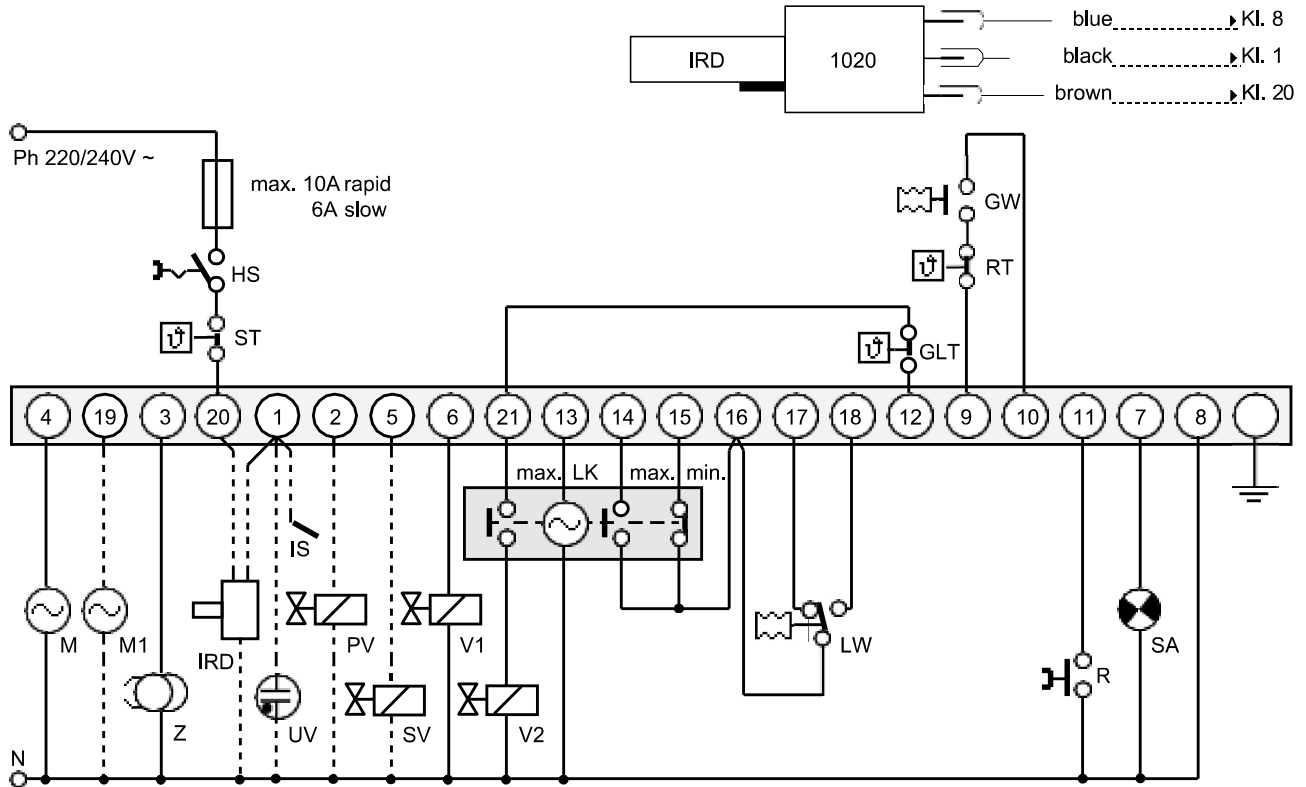 blue Kl. 8
IRD 1020 black Kl. 1
brown Kl. 20
Ph 220/240V ~
max. 10A rapid
6A slow
GW
HS
RT
ϑ
ST
ϑ
GLT
ϑ
4 19 3 20 1 2 5 6 21 13 14 15 16 17 18 12 9 10 11 7 8
max. LK max. min.
IS
M M1 IRD PV V1 LW R SA
Z UV SV V2
N